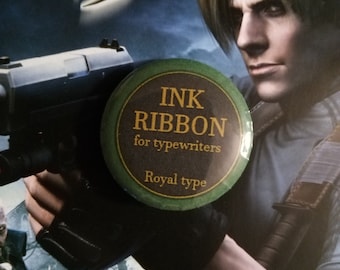 INK
RIBBON
for typewriters
Royal type